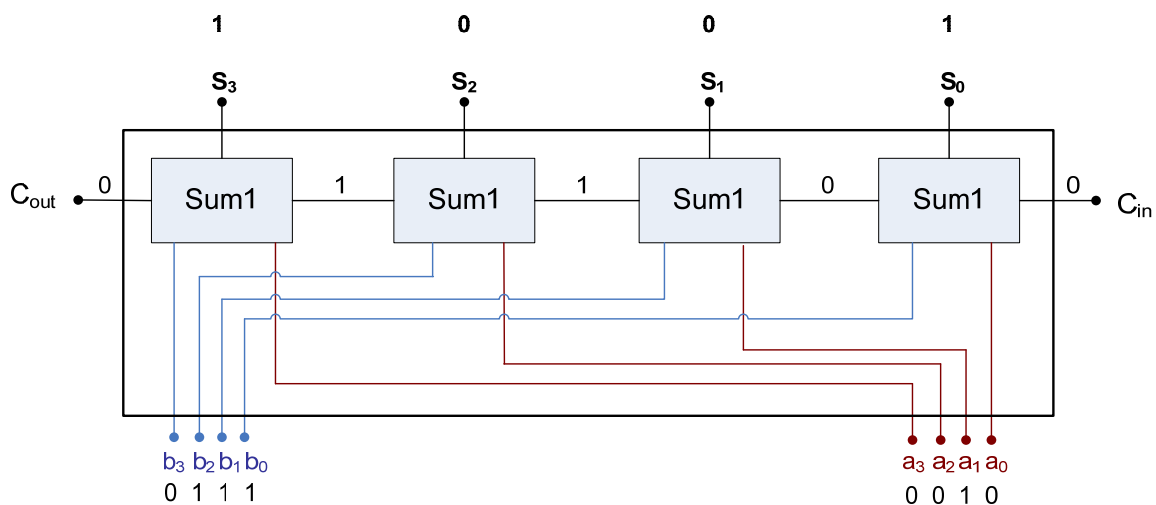 1 0 0 1
S3 S2 S1 S0
0 1 1 0 0
Cout Sum1 Sum1 Sum1 Sum1 Cin
b3 b2 b1 b0 a3 a2 a1 a0
0 1 1 1 0 0 1 0